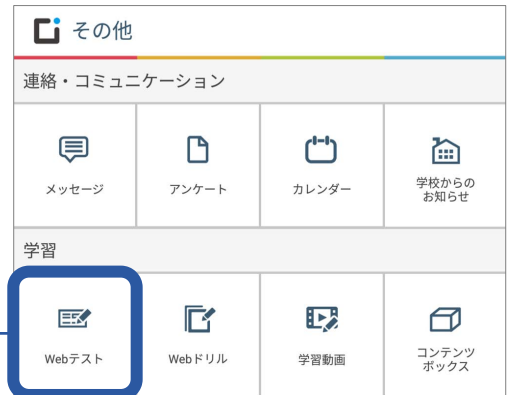 その他
連絡・コミュニケーション
メッセージ
アンケート
カレンダー
学校からの
お知らせ
学習
Webテスト
Webドリル
学習動画
コンテンツ
ボックス